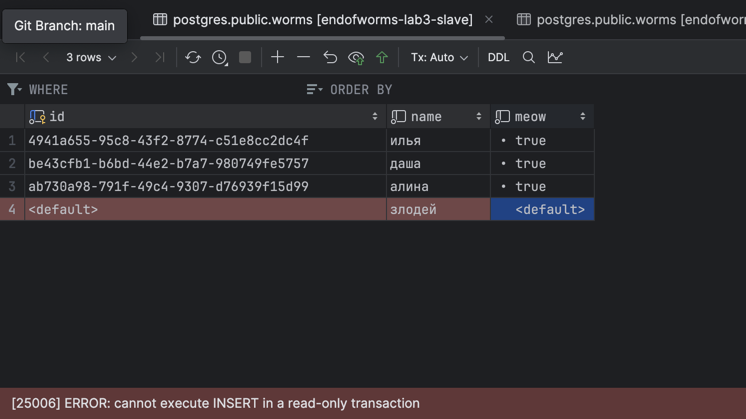 Git Branch: main
postgres.public.worms [endofworms-lab3-slave]
postgres.public.worms [endofwor
3 rows
Tx: Auto
DDL
WHERE
ORDER BY
id name meow
1 4941a655-95c8-43f2-8774-c51e8cc2dc4f илья true
2 be43cfb1-b6bd-44e2-b7a7-980749fe5757 даша true
3 ab730a98-791f-49c4-9307-d76939f15d99 алина true
4 <default> злодей <default>
[25006] ERROR: cannot execute INSERT in a read-only transaction